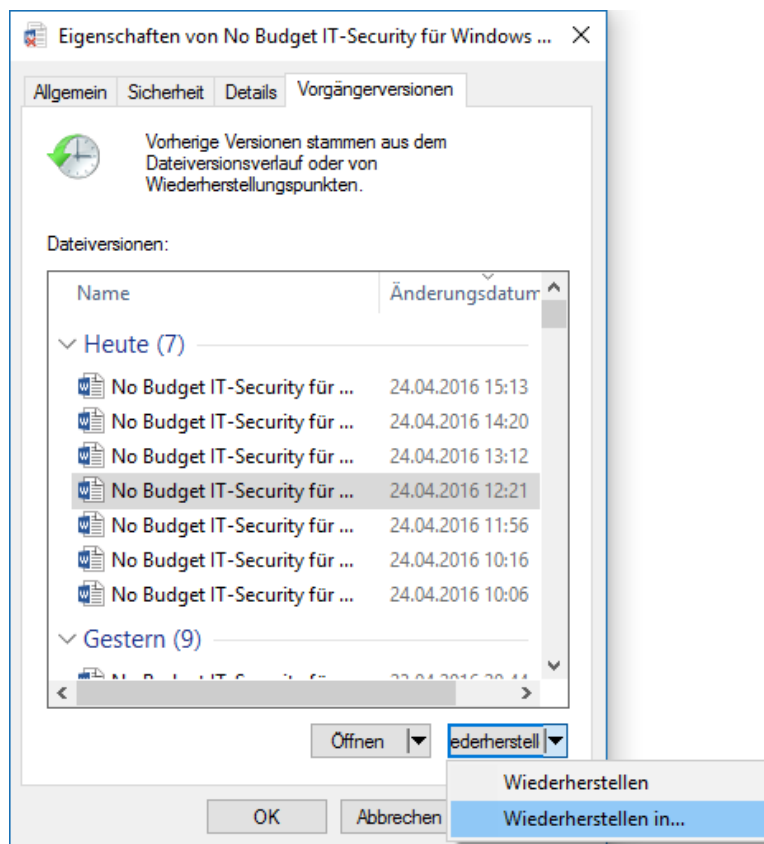 Eigenschaften von No Budget IT-Security für Windows ...
Allgemein Sicherheit Details Vorgängerversionen
Vorherige Versionen stammen aus dem
Dateiversionsverlauf oder von
Wiederherstellungspunkten.
Dateiversionen:
Name Änderungsdatum
Heute (7)
No Budget IT-Security für ... 24.04.2016 15:13
No Budget IT-Security für ... 24.04.2016 14:20
No Budget IT-Security für ... 24.04.2016 13:12
No Budget IT-Security für ... 24.04.2016 12:21
No Budget IT-Security für ... 24.04.2016 11:56
No Budget IT-Security für ... 24.04.2016 10:16
No Budget IT-Security für ... 24.04.2016 10:06
Gestern (9)
Öffnen ederherstell
Wiederherstellen
OK Abbrechen Wiederherstellen in...